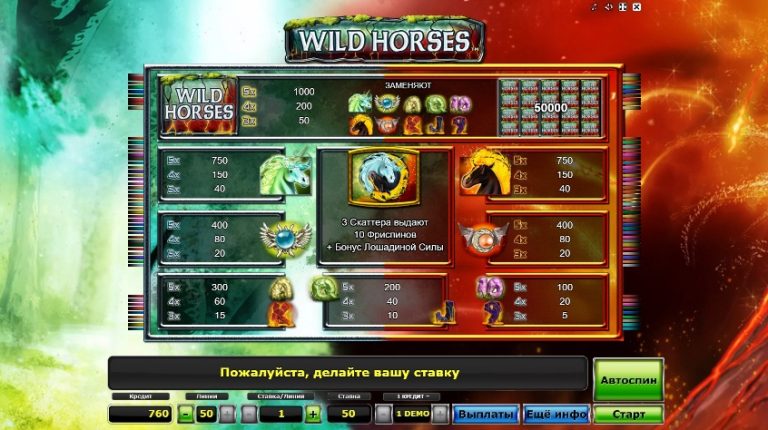 WILD HORSES
WILD
HORSES
5x 1000
4x 200
3x 50
ЗАМЕНЯЮТ
50000
5x 750
4x 150
3x 40
5x 750
4x 150
3x 40
3 Скаттера выдают
10 Фриспинов
+ Бонус Лошадиной Силы
5x 400
4x 80
3x 20
5x 400
4x 80
3x 20
5x 300
4x 60
3x 15
5x 200
4x 40
3x 10
5x 100
4x 20
3x 5
Пожалуйста, делайте вашу ставку
Автоспин
Кредит Линии Ставка/Линия Ставка 1 КРЕДИТ =
760 - 50 + - 1 + 50 - 1 DEMO + Выплаты Ещё инфо Старт